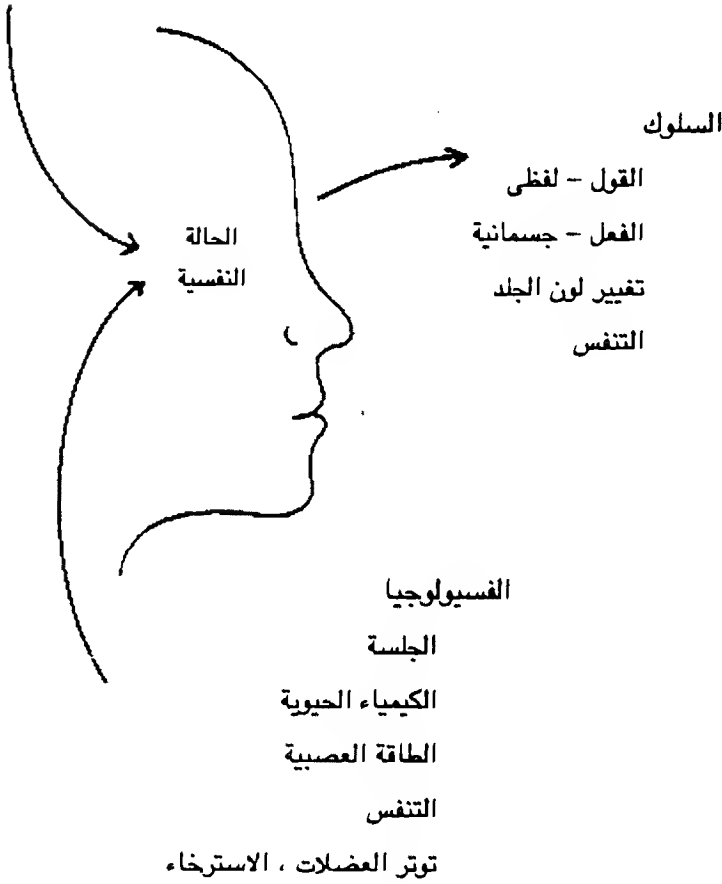 السلوك
القول – لفظى
الفعل – جسمانية
تغيير لون الجلد
التنفس
الحالة
النفسية
الفسيولوجيا
الجلسة
الكيمياء الحيوية
الطاقة العصبية
التنفس
توتر العضلات ، الاسترخاء